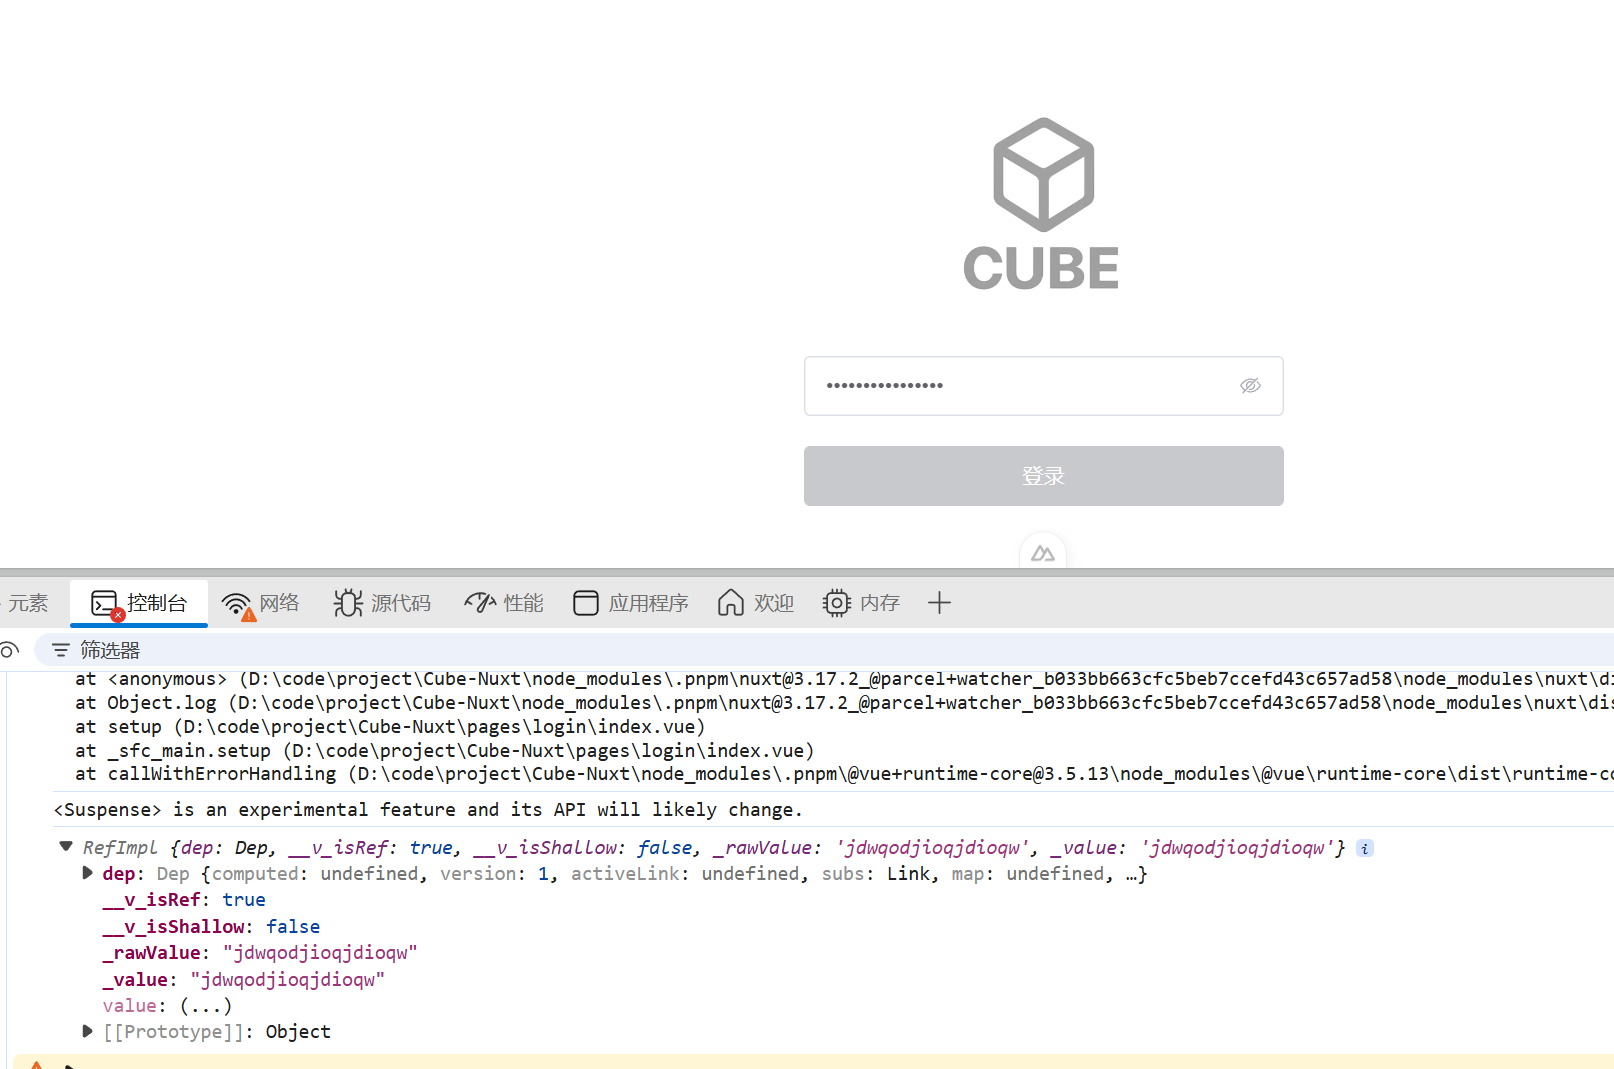 CUBE
••••••••••••••••
登录
元素 控制台 网络 源代码 性能 应用程序 欢迎 内存
筛选器
at <anonymous> (D:\code\project\Cube-Nuxt\node_modules\.pnpm\nuxt@3.17.2_@parcel+watcher_b033bb663cfc5beb7ccefd43c657ad58\node_modules\nuxt\di
at Object.log (D:\code\project\Cube-Nuxt\node_modules\.pnpm\nuxt@3.17.2_@parcel+watcher_b033bb663cfc5beb7ccefd43c657ad58\node_modules\nuxt\dis
at setup (D:\code\project\Cube-Nuxt\pages\login\index.vue)
at _sfc_main.setup (D:\code\project\Cube-Nuxt\pages\login\index.vue)
at callWithErrorHandling (D:\code\project\Cube-Nuxt\node_modules\.pnpm\@vue+runtime-core@3.5.13\node_modules\@vue\runtime-core\dist\runtime-co
<Suspense> is an experimental feature and its API will likely change.
RefImpl {dep: Dep, __v_isRef: true, __v_isShallow: false, _rawValue: 'jdwqodjioqjdioqw', _value: 'jdwqodjioqjdioqw'} i
dep: Dep {computed: undefined, version: 1, activeLink: undefined, subs: Link, map: undefined, …}
__v_isRef: true
__v_isShallow: false
_rawValue: "jdwqodjioqjdioqw"
_value: "jdwqodjioqjdioqw"
value: (...)
[[Prototype]]: Object